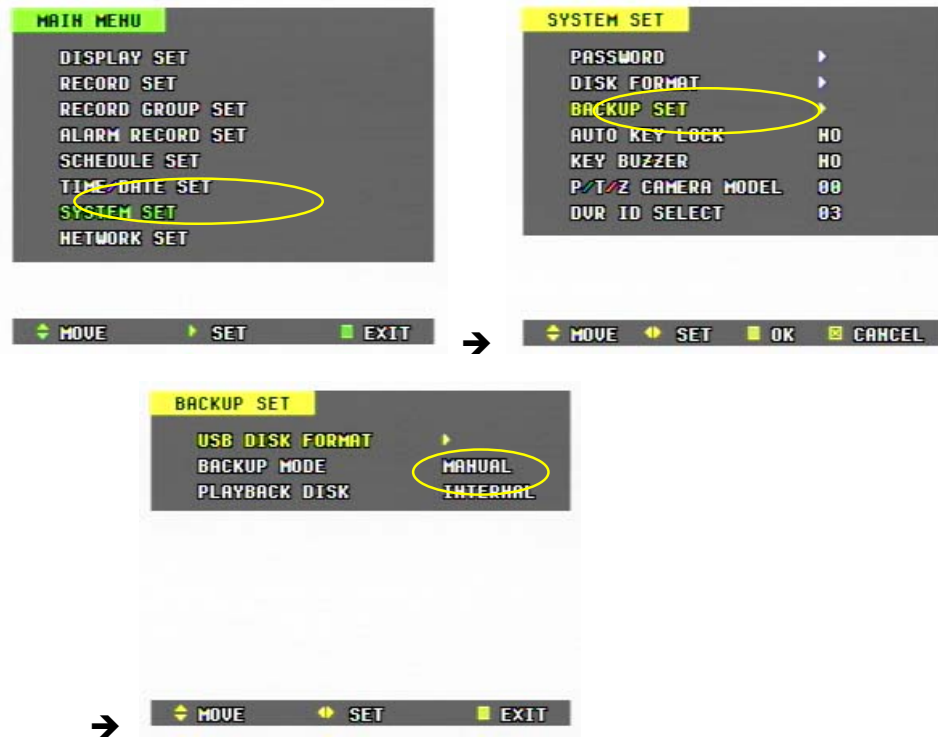 MAIN MENU
DISPLAY SET
RECORD SET
RECORD GROUP SET
ALARM RECORD SET
SCHEDULE SET
TIME/DATE SET
SYSTEM SET
NETWORK SET
MOVE SET EXIT
SYSTEM SET
PASSWORD
DISK FORMAT
BACKUP SET
AUTO KEY LOCK NO
KEY BUZZER NO
P/T/Z CAMERA MODEL 00
DVR ID SELECT 03
MOVE SET OK CANCEL
BACKUP SET
USB DISK FORMAT
BACKUP MODE MANUAL
PLAYBACK DISK INTERNAL
MOVE SET EXIT